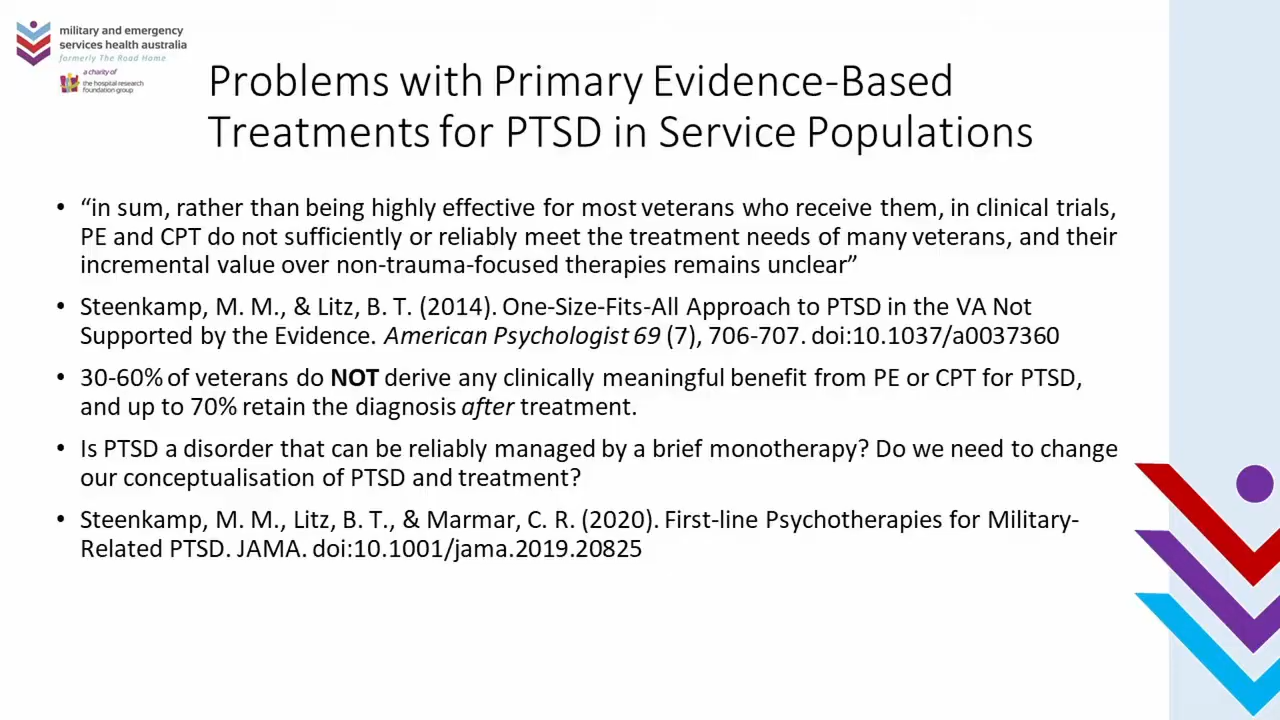 military and emergency
services health australia
formerly The Road Home
a charity of
the hospital research
foundation group
Problems with Primary Evidence-Based
Treatments for PTSD in Service Populations
• “in sum, rather than being highly effective for most veterans who receive them, in clinical trials,
PE and CPT do not sufficiently or reliably meet the treatment needs of many veterans, and their
incremental value over non-trauma-focused therapies remains unclear”
• Steenkamp, M. M., & Litz, B. T. (2014). One-Size-Fits-All Approach to PTSD in the VA Not
Supported by the Evidence. American Psychologist 69 (7), 706-707. doi:10.1037/a0037360
• 30-60% of veterans do NOT derive any clinically meaningful benefit from PE or CPT for PTSD,
and up to 70% retain the diagnosis after treatment.
• Is PTSD a disorder that can be reliably managed by a brief monotherapy? Do we need to change
our conceptualisation of PTSD and treatment?
• Steenkamp, M. M., Litz, B. T., & Marmar, C. R. (2020). First-line Psychotherapies for Military-
Related PTSD. JAMA. doi:10.1001/jama.2019.20825